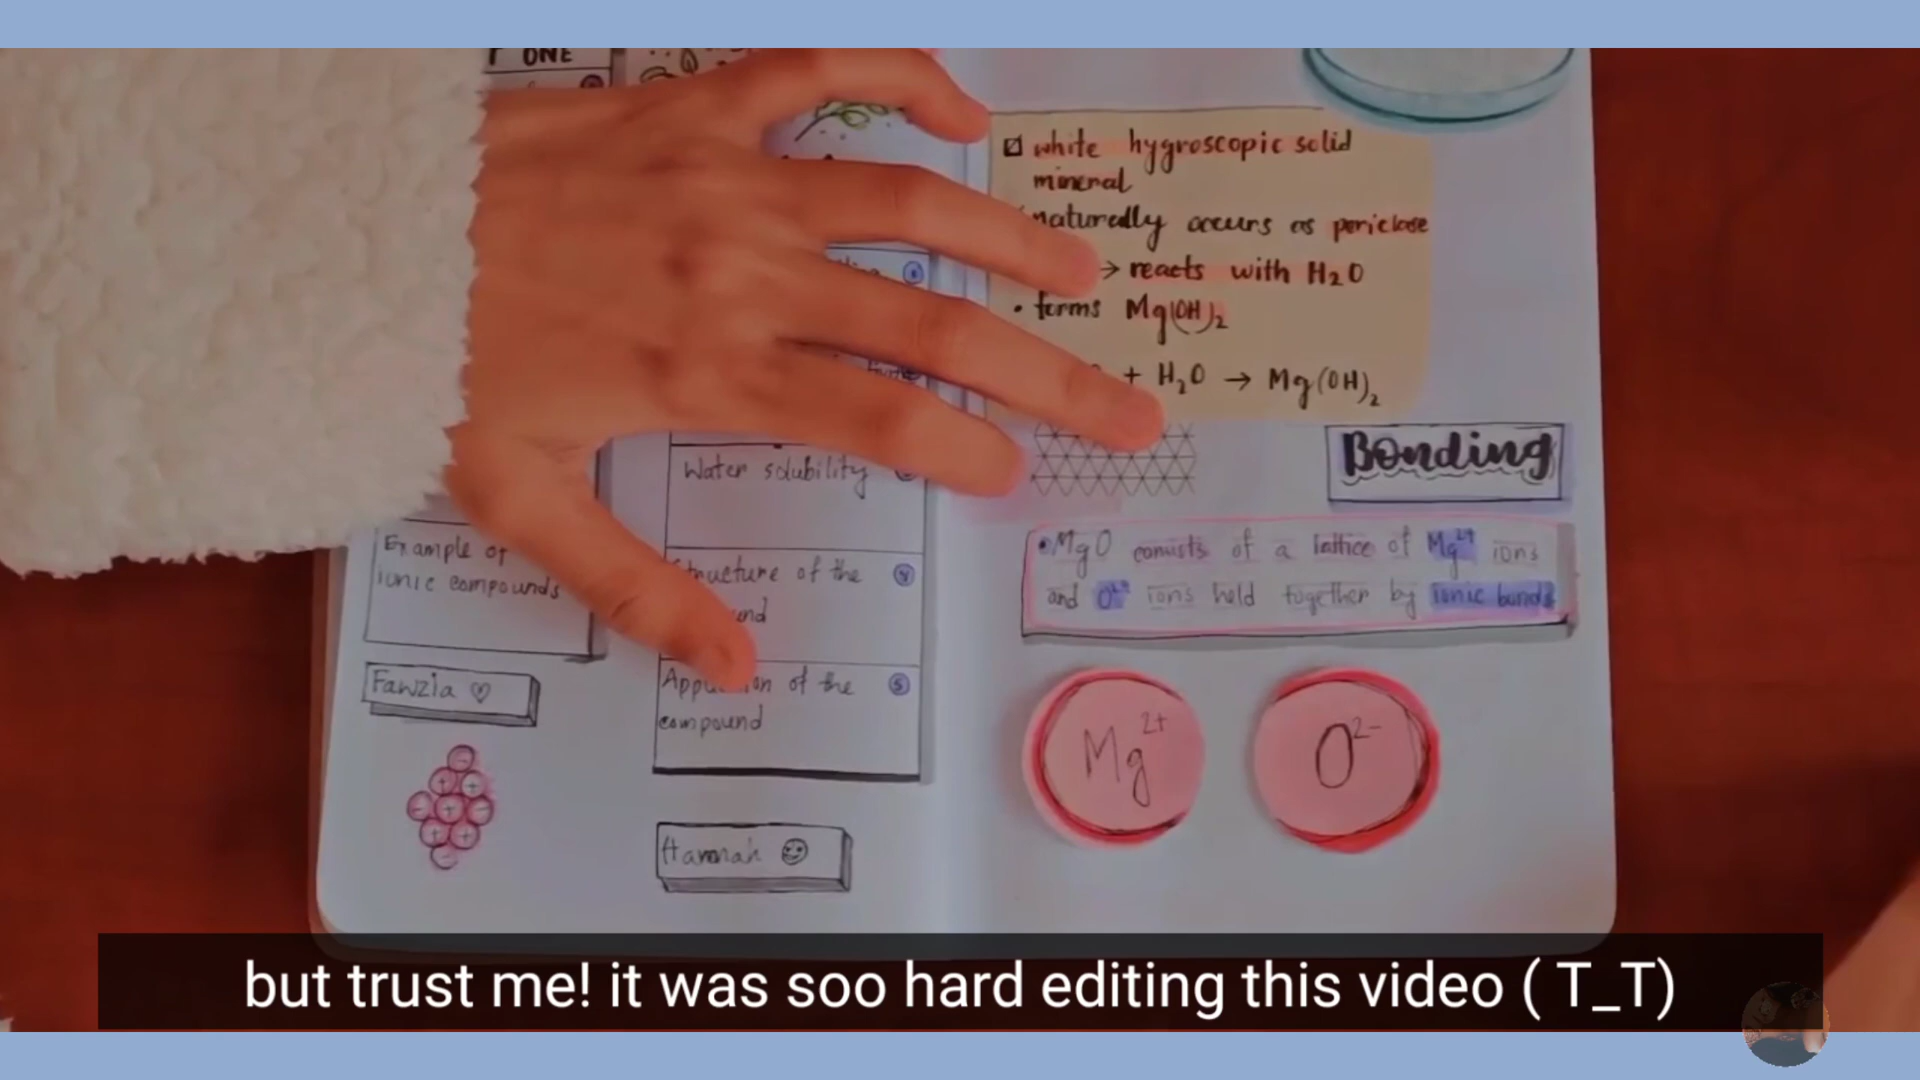 ONE
Example of
ionic compounds
Fawzia
Water solubility
Structure of the
Application of the
5
compound
Hannah
white hygroscopic solid
mineral
naturally occurs as periclase
→ reacts with H₂O
• forms Mg(OH)₂
+ H₂O → Mg(OH)₂
Bonding
• MgO consists of a lattice of Mg²⁺ ions
and O²⁻ ions held together by ionic bonds
Mg²⁺
O²⁻
but trust me! it was soo hard editing this video ( T_T)